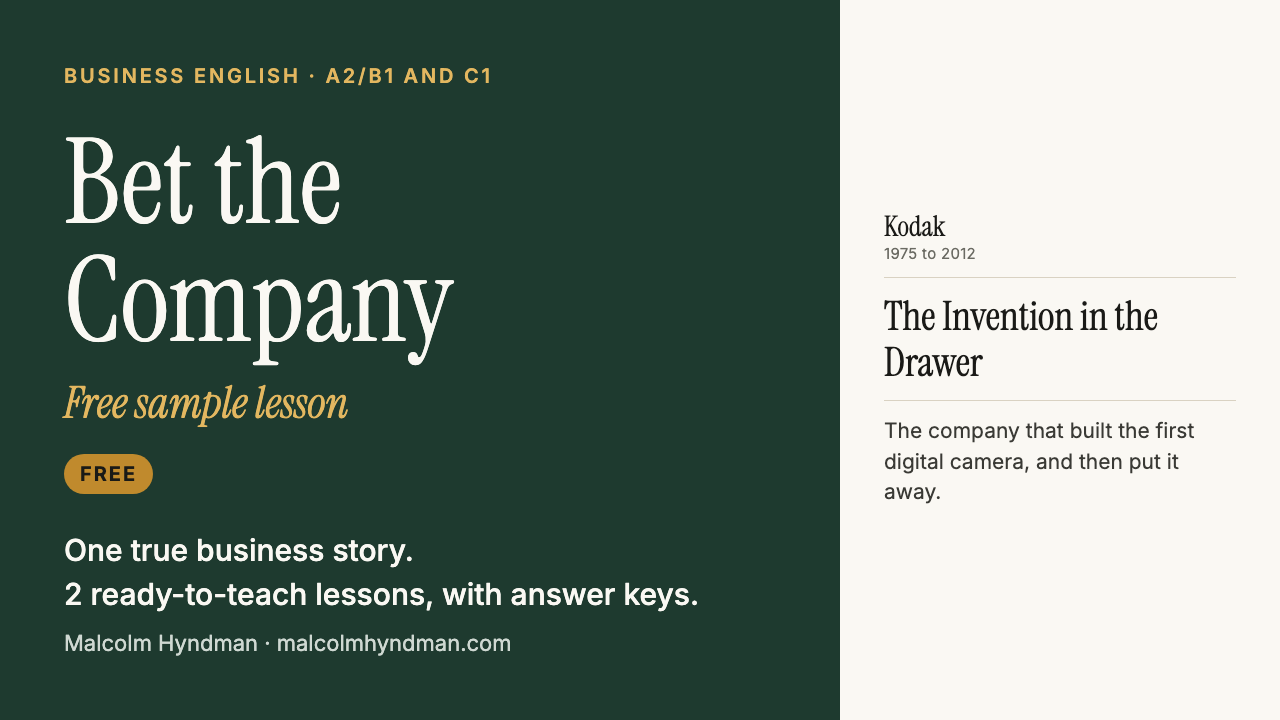 BUSINESS ENGLISH · A2/B1 AND C1
Bet the
Company
Free sample lesson
FREE
One true business story.
2 ready-to-teach lessons, with answer keys.
Malcolm Hyndman · malcolmhyndman.com
Kodak
1975 to 2012
The Invention in the
Drawer
The company that built the first
digital camera, and then put it
away.